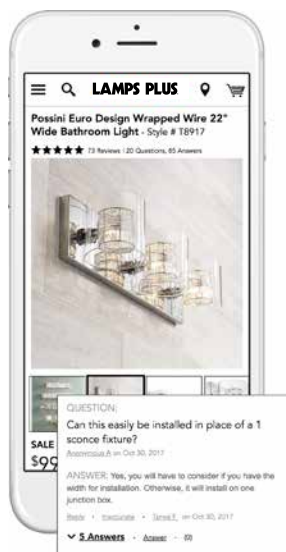 LAMPS PLUS
Possini Euro Design Wrapped Wire 22"
Wide Bathroom Light - Style # T8917
73 Reviews | 20 Questions, 85 Answers
SALE
$99
QUESTION:
Can this easily be installed in place of a 1
sconce fixture?
Anonymous A on Oct 30, 2017
ANSWER: Yes, you will have to consider if you have the
width for installation. Otherwise, it will install on one
junction box.
Reply • Inaccurate • Tanya F. on Oct 30, 2017
5 Answers • Answer • (0)